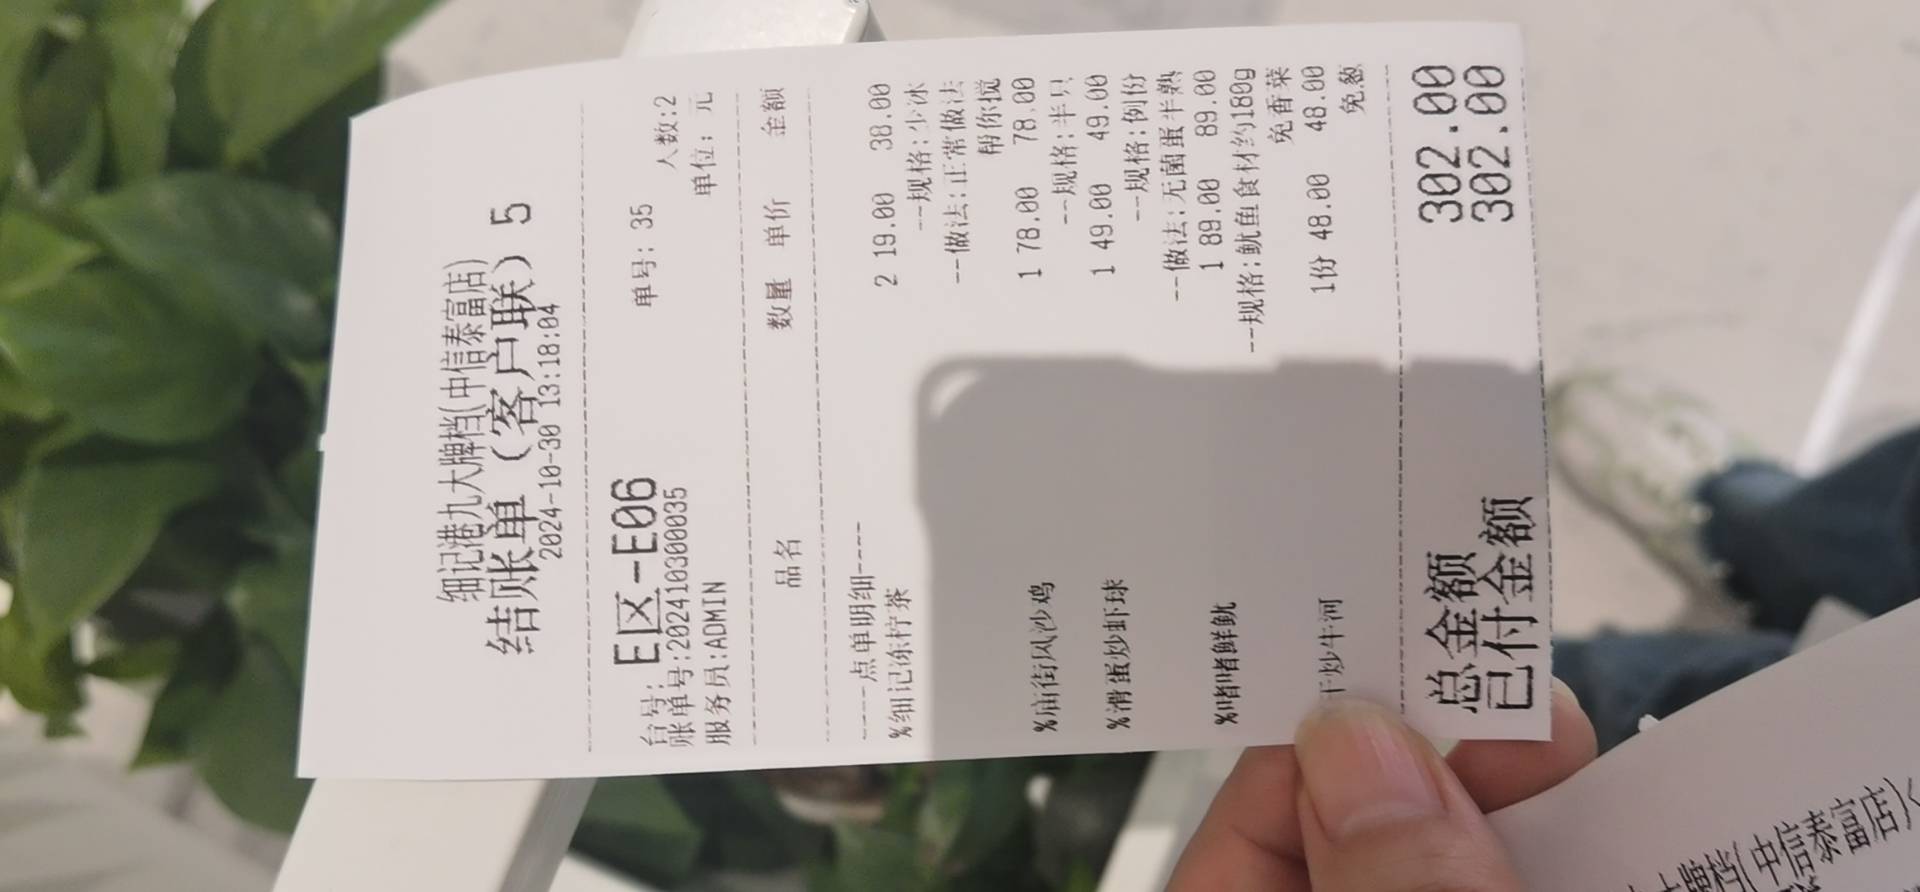 细记港九大牌档(中信泰富店)
结账单（客户联）5
2024-10-30 13:18:04
台号: E区-E06 单号: 35
账单号:2024103000035 人数:2
服务员:ADMIN 单位: 元
品名 数量 单价 金额
----点单明细----
%细记冻柠茶 2 19.00 38.00
--规格:少冰
--做法:正常做法
帮你搅
%庙街风沙鸡 1 78.00 78.00
--规格:半只
%滑蛋炒虾球 1 49.00 49.00
--规格:例份
--做法:无菌蛋半熟
%啫啫鲜鱿 1 89.00 89.00
--规格:鱿鱼食材约180g
免香菜
干炒牛河 1份 48.00 48.00
免葱
总金额 302.00
已付金额 302.00
大牌档(中信泰富店)